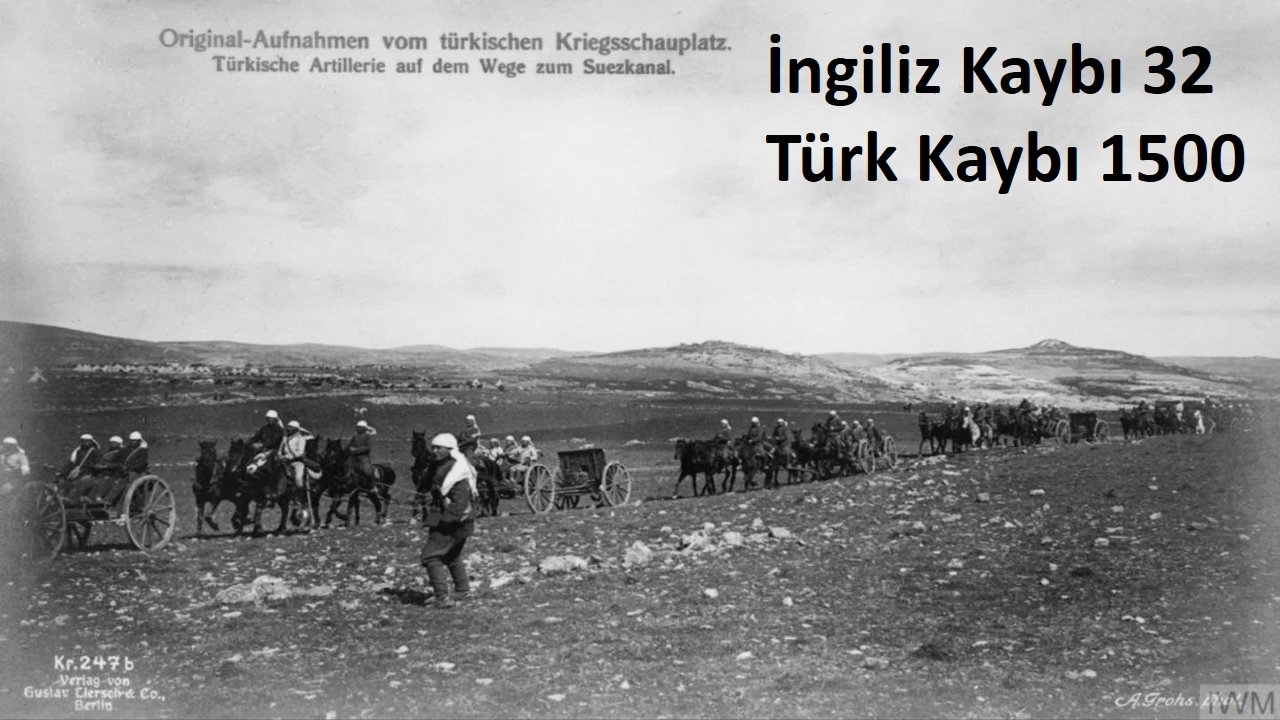 Original-Aufnahmen vom türkischen Kriegsschauplatz.
Türkische Artillerie auf dem Wege zum Suezkanal.
İngiliz Kaybı 32
Türk Kaybı 1500
Kr. 247 b
Verlag von
Gustav Liersch & Co.,
Berlin.
A. Grohs,
IWM